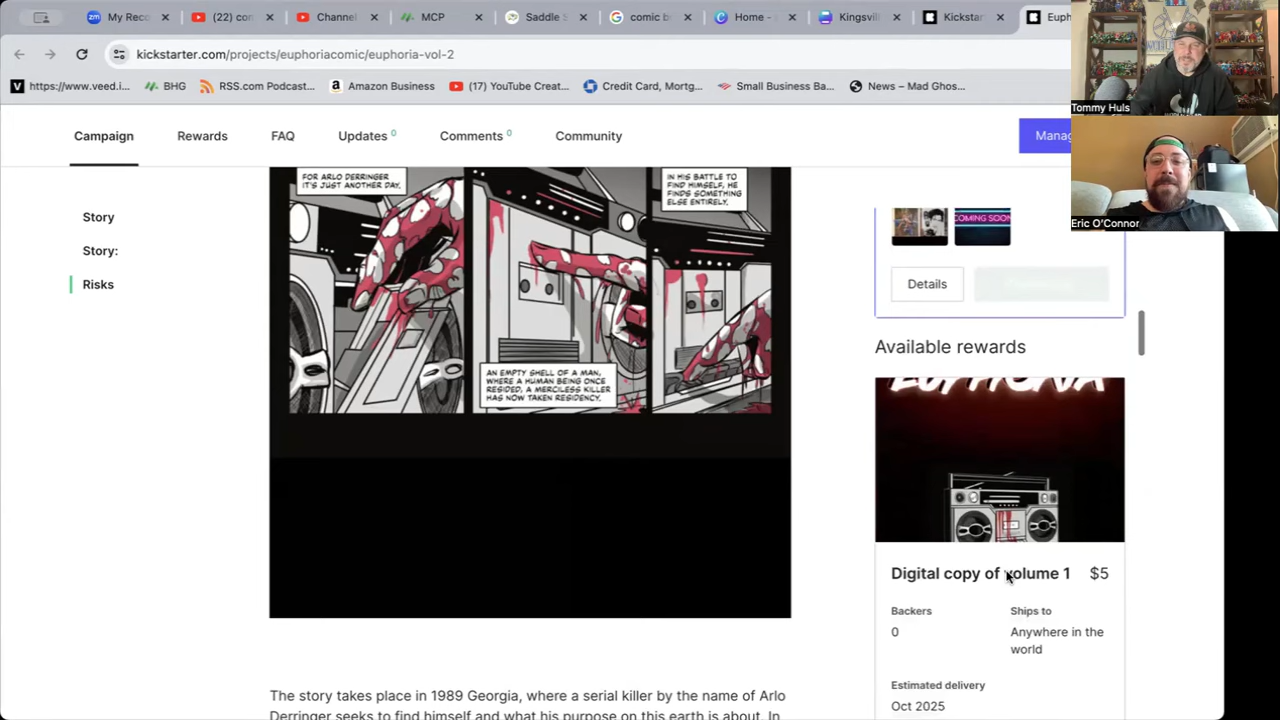 My Reco
(22) con
Channel
MCP
Saddle S
comic b
Home -
Kingsvill
Kickstar
Euph
kickstarter.com/projects/euphoriacomic/euphoria-vol-2
https://www.veed.i...
BHG
RSS.com Podcast...
Amazon Business
(17) YouTube Creat...
Credit Card, Mortg...
Small Business Ba...
News – Mad Ghos...
Tommy Huls
Eric O'Connor
Campaign
Rewards
FAQ
Updates 0
Comments 0
Community
Manag
Story
Story:
Risks
FOR ARLO DERRINGER
IT'S JUST ANOTHER DAY,
IN HIS BATTLE TO
FIND HIMSELF, HE
FINDS SOMETHING
ELSE ENTIRELY.
AN EMPTY SHELL OF A MAN,
WHERE A HUMAN BEING ONCE
RESIDED, A MERCILESS KILLER
HAS NOW TAKEN RESIDENCY.
COMING SOON
Details
Available rewards
EUPHORIA
Digital copy of volume 1 $5
Backers
0
Ships to
Anywhere in the
world
Estimated delivery
Oct 2025
The story takes place in 1989 Georgia, where a serial killer by the name of Arlo
Derringer seeks to find himself and what his purpose on this earth is about. In